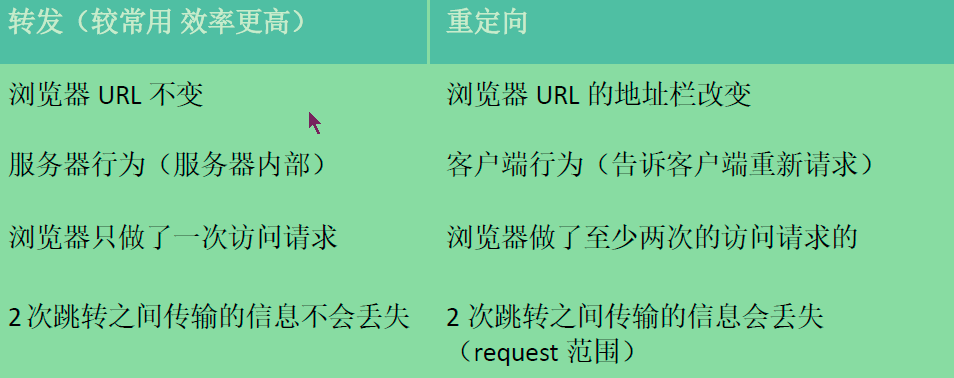 转发（较常用 效率更高）
重定向
浏览器 URL 不变
浏览器 URL 的地址栏改变
服务器行为（服务器内部）
客户端行为（告诉客户端重新请求）
浏览器只做了一次访问请求
浏览器做了至少两次的访问请求的
2 次跳转之间传输的信息不会丢失
2 次跳转之间传输的信息会丢失
（request 范围）